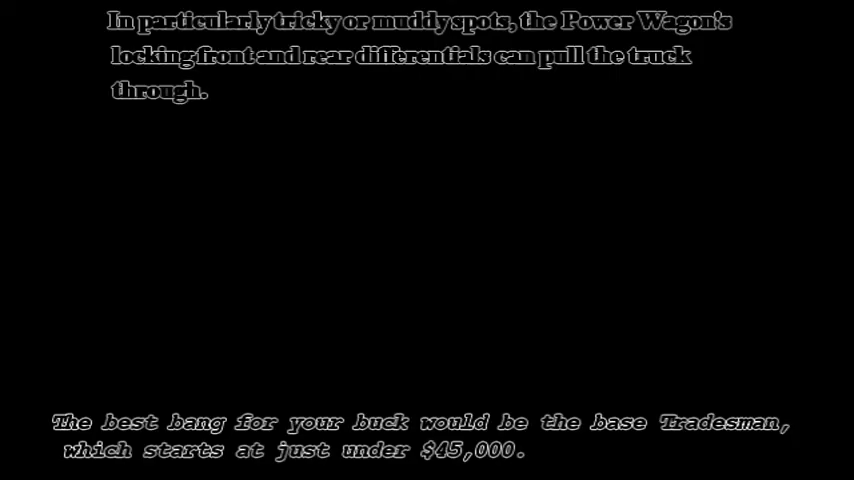 In particularly tricky or muddy spots, the Power Wagon's
locking front and rear differentials can pull the truck
through.
The best bang for your buck would be the base Tradesman,
which starts at just under $45,000.